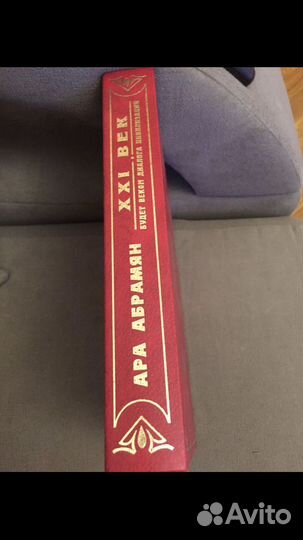 АРА АБРАМЯН
XXI ВЕК
БУДЕТ ВЕКОМ ДИАЛОГА ЦИВИЛИЗАЦИЙ
Avito